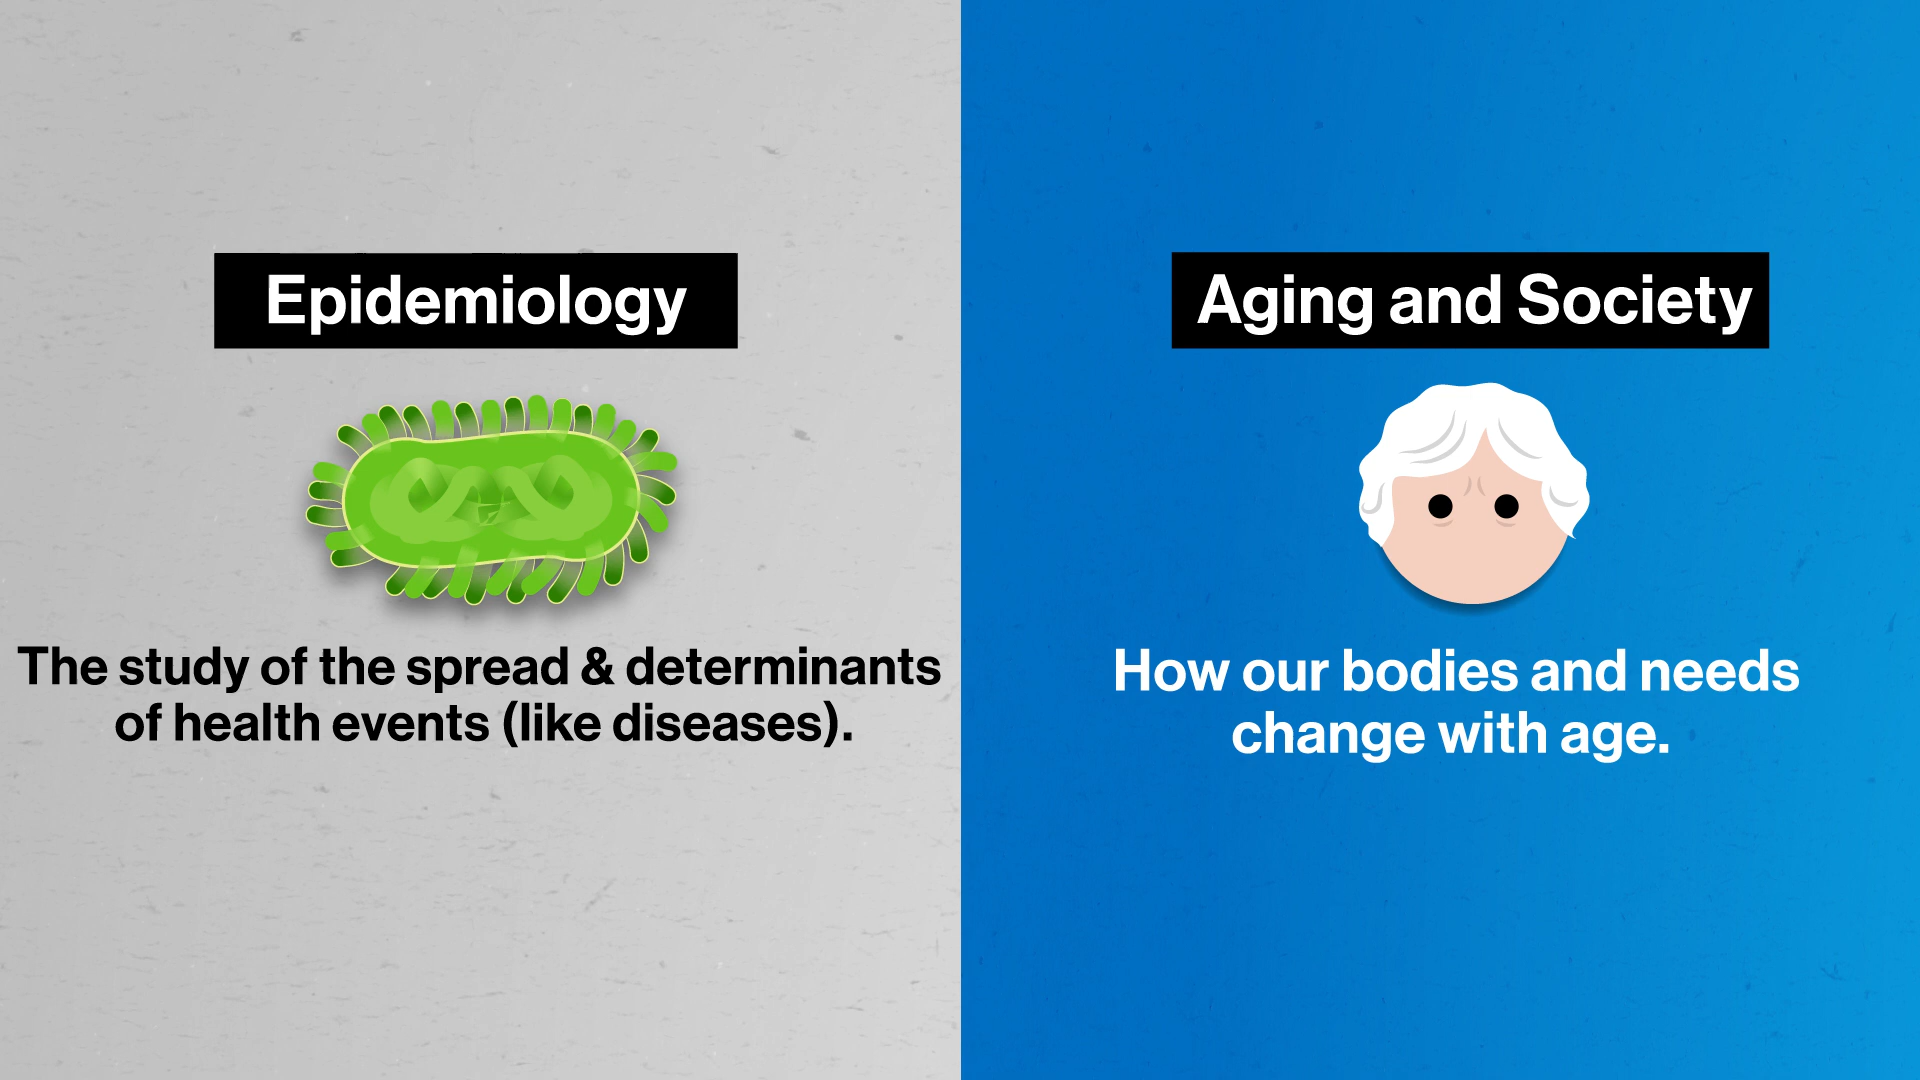 Epidemiology
The study of the spread & determinants
of health events (like diseases).
Aging and Society
How our bodies and needs
change with age.